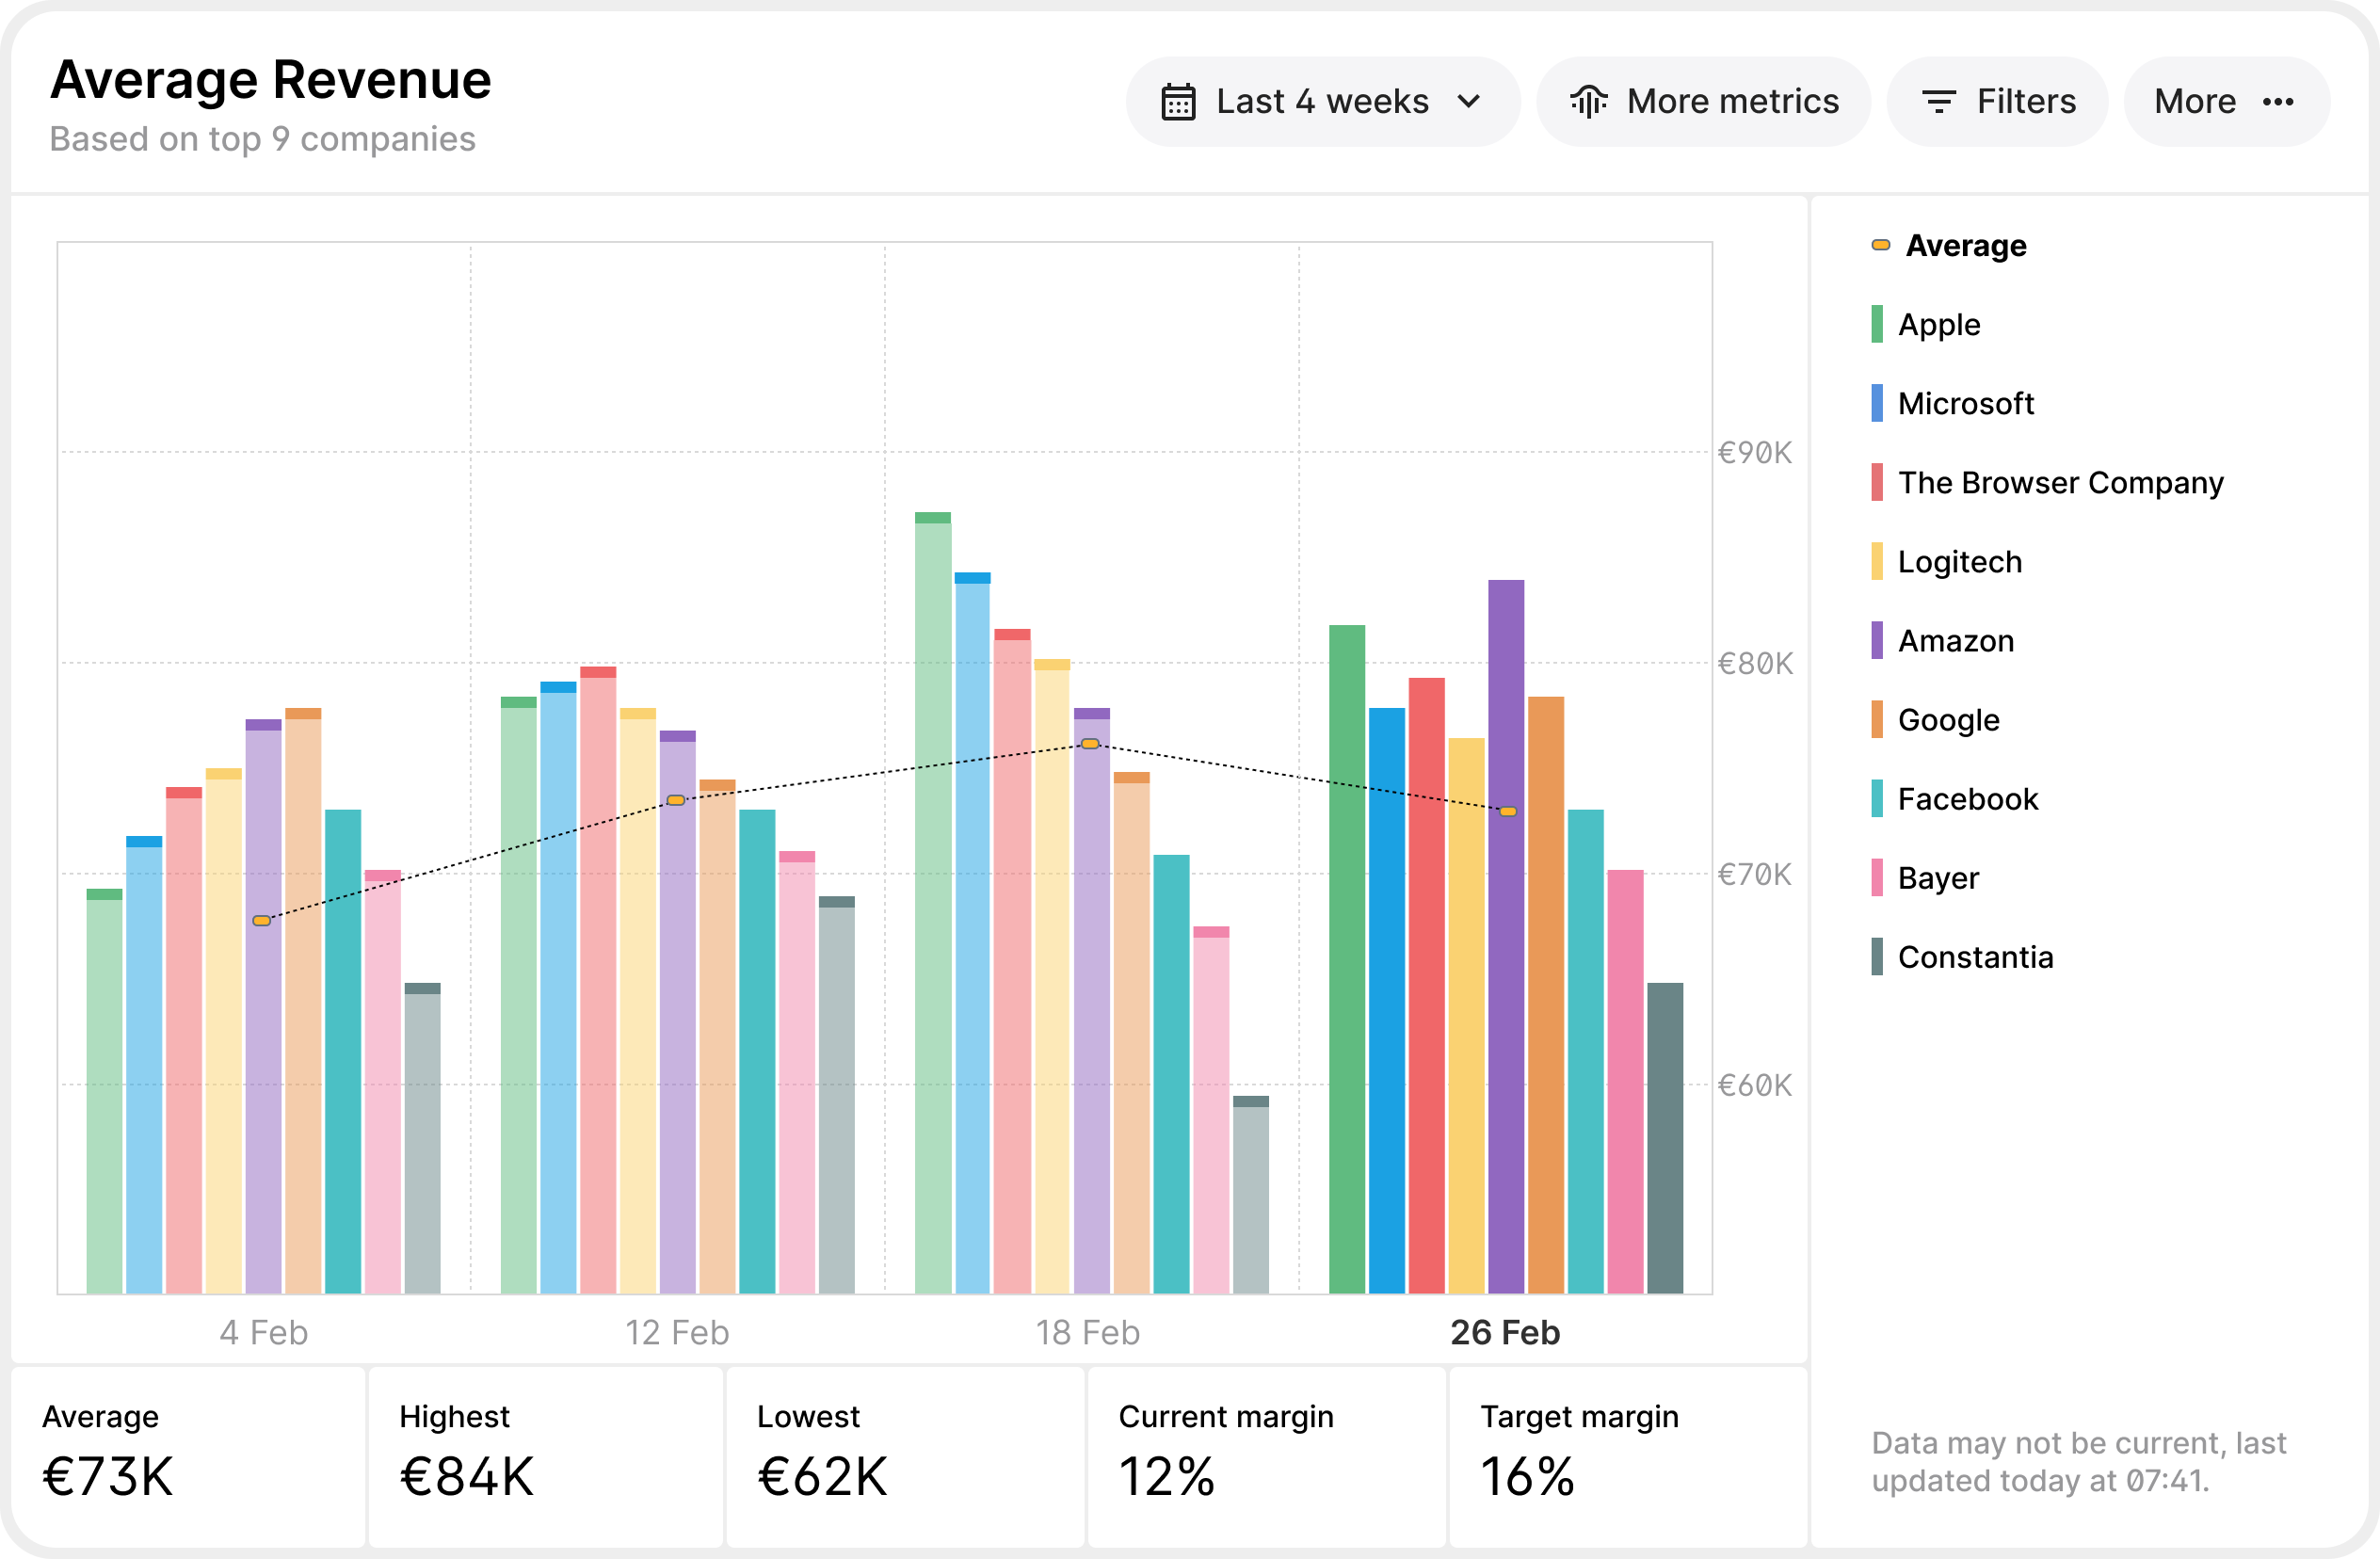 Average Revenue
Based on top 9 companies
Last 4 weeks
More metrics
Filters
More
Average
Apple
Microsoft
The Browser Company
Logitech
Amazon
Google
Facebook
Bayer
Constantia
€90K
€80K
€70K
€60K
4 Feb
12 Feb
18 Feb
26 Feb
Average
€73K
Highest
€84K
Lowest
€62K
Current margin
12%
Target margin
16%
Data may not be current, last
updated today at 07:41.